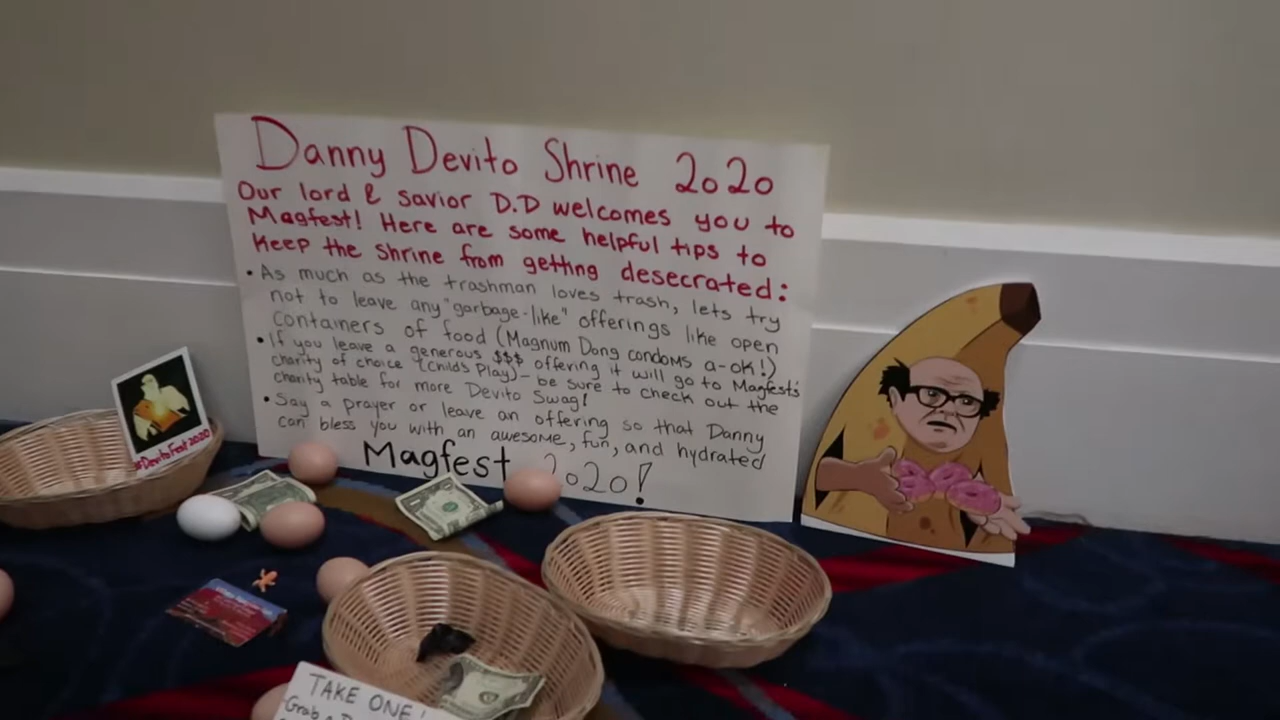 Danny Devito Shrine 2020
Our lord & savior D.D welcomes you to
Magfest! Here are some helpful tips to
keep the shrine from getting desecrated:
• As much as the trashman loves trash, lets try
not to leave any "garbage-like" offerings like open
containers of food (Magnum Dong condoms a-ok!)
• If you leave a generous $$$ offering it will go to Magfest's
charity of choice (Child's Play) - be sure to check out the
charity table for more Devito Swag!
• Say a prayer or leave an offering so that Danny
can bless you with an awesome, fun, and hydrated
Magfest 2020!
#DevitoFest2020
TAKE ONE!
Grab a